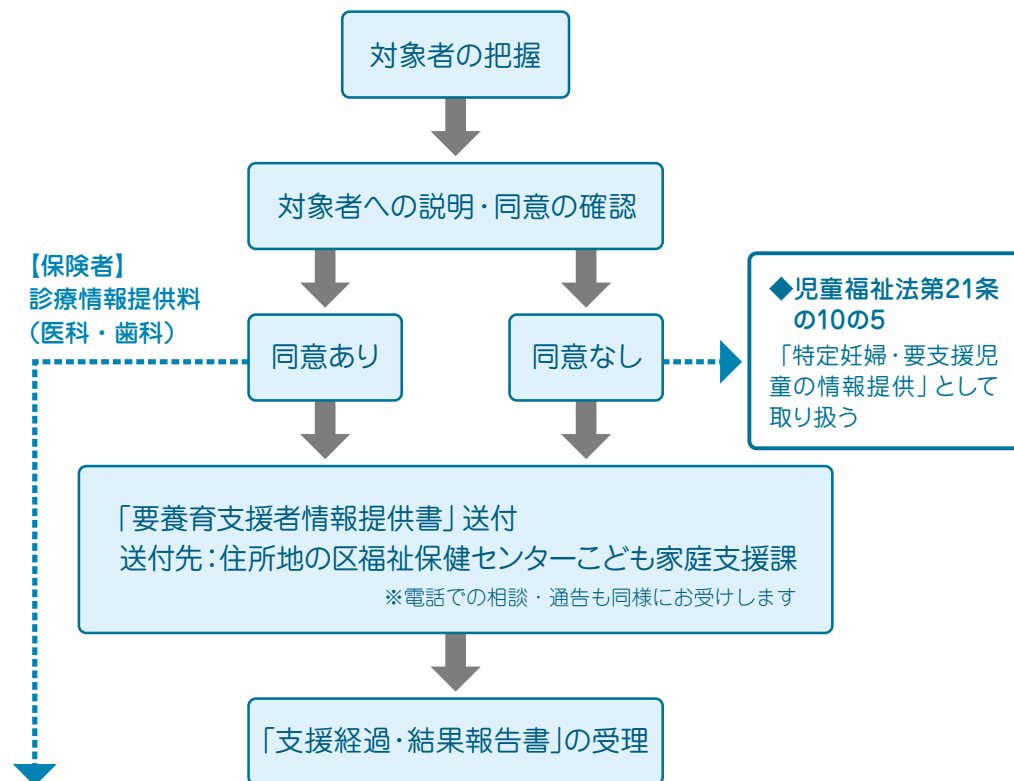 対象者の把握
対象者への説明・同意の確認
【保険者】
診療情報提供料
（医科・歯科）
同意あり
同意なし
◆児童福祉法第21条
の10の5
「特定妊婦・要支援児
童の情報提供」として
取り扱う
「要養育支援者情報提供書」送付
送付先：住所地の区福祉保健センターこども家庭支援課
※電話での相談・通告も同様にお受けします
「支援経過・結果報告書」の受理